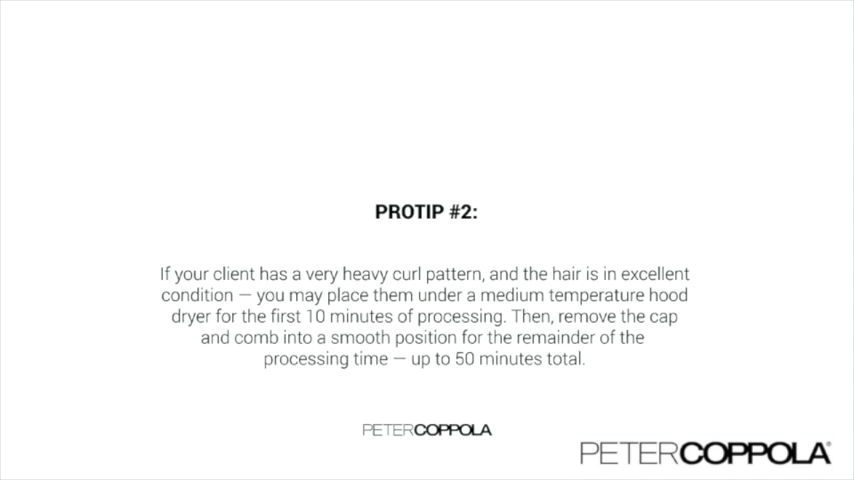 PROTIP #2:
If your client has a very heavy curl pattern, and the hair is in excellent
condition — you may place them under a medium temperature hood
dryer for the first 10 minutes of processing. Then, remove the cap
and comb into a smooth position for the remainder of the
processing time — up to 50 minutes total.
PETERCOPPOLA
PETERCOPPOLA®